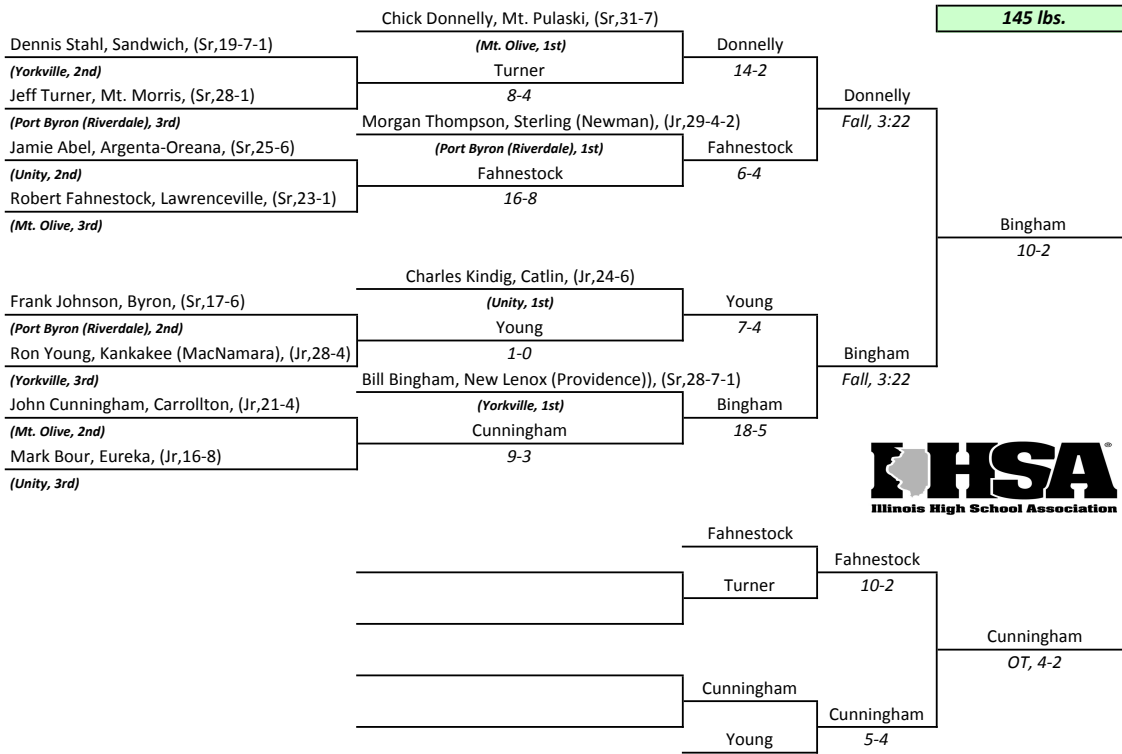 Chick Donnelly, Mt. Pulaski, (Sr,31-7)
145 lbs.
Dennis Stahl, Sandwich, (Sr,19-7-1)
(Mt. Olive, 1st)
Donnelly
(Yorkville, 2nd)
Turner
14-2
Jeff Turner, Mt. Morris, (Sr,28-1)
8-4
Donnelly
(Port Byron (Riverdale), 3rd)
Morgan Thompson, Sterling (Newman), (Jr,29-4-2)
Fall, 3:22
Jamie Abel, Argenta-Oreana, (Sr,25-6)
(Port Byron (Riverdale), 1st)
Fahnestock
(Unity, 2nd)
Fahnestock
6-4
Robert Fahnestock, Lawrenceville, (Sr,23-1)
16-8
(Mt. Olive, 3rd)
Bingham
10-2
Charles Kindig, Catlin, (Jr,24-6)
Frank Johnson, Byron, (Sr,17-6)
(Unity, 1st)
Young
(Port Byron (Riverdale), 2nd)
Young
7-4
Ron Young, Kankakee (MacNamara), (Jr,28-4)
1-0
Bingham
(Yorkville, 3rd)
Bill Bingham, New Lenox (Providence)), (Sr,28-7-1)
Fall, 3:22
John Cunningham, Carrollton, (Jr,21-4)
(Yorkville, 1st)
Bingham
(Mt. Olive, 2nd)
Cunningham
18-5
Mark Bour, Eureka, (Jr,16-8)
9-3
(Unity, 3rd)
IHSA®
Illinois High School Association
Fahnestock
Fahnestock
Turner
10-2
Cunningham
OT, 4-2
Cunningham
Cunningham
Young
5-4